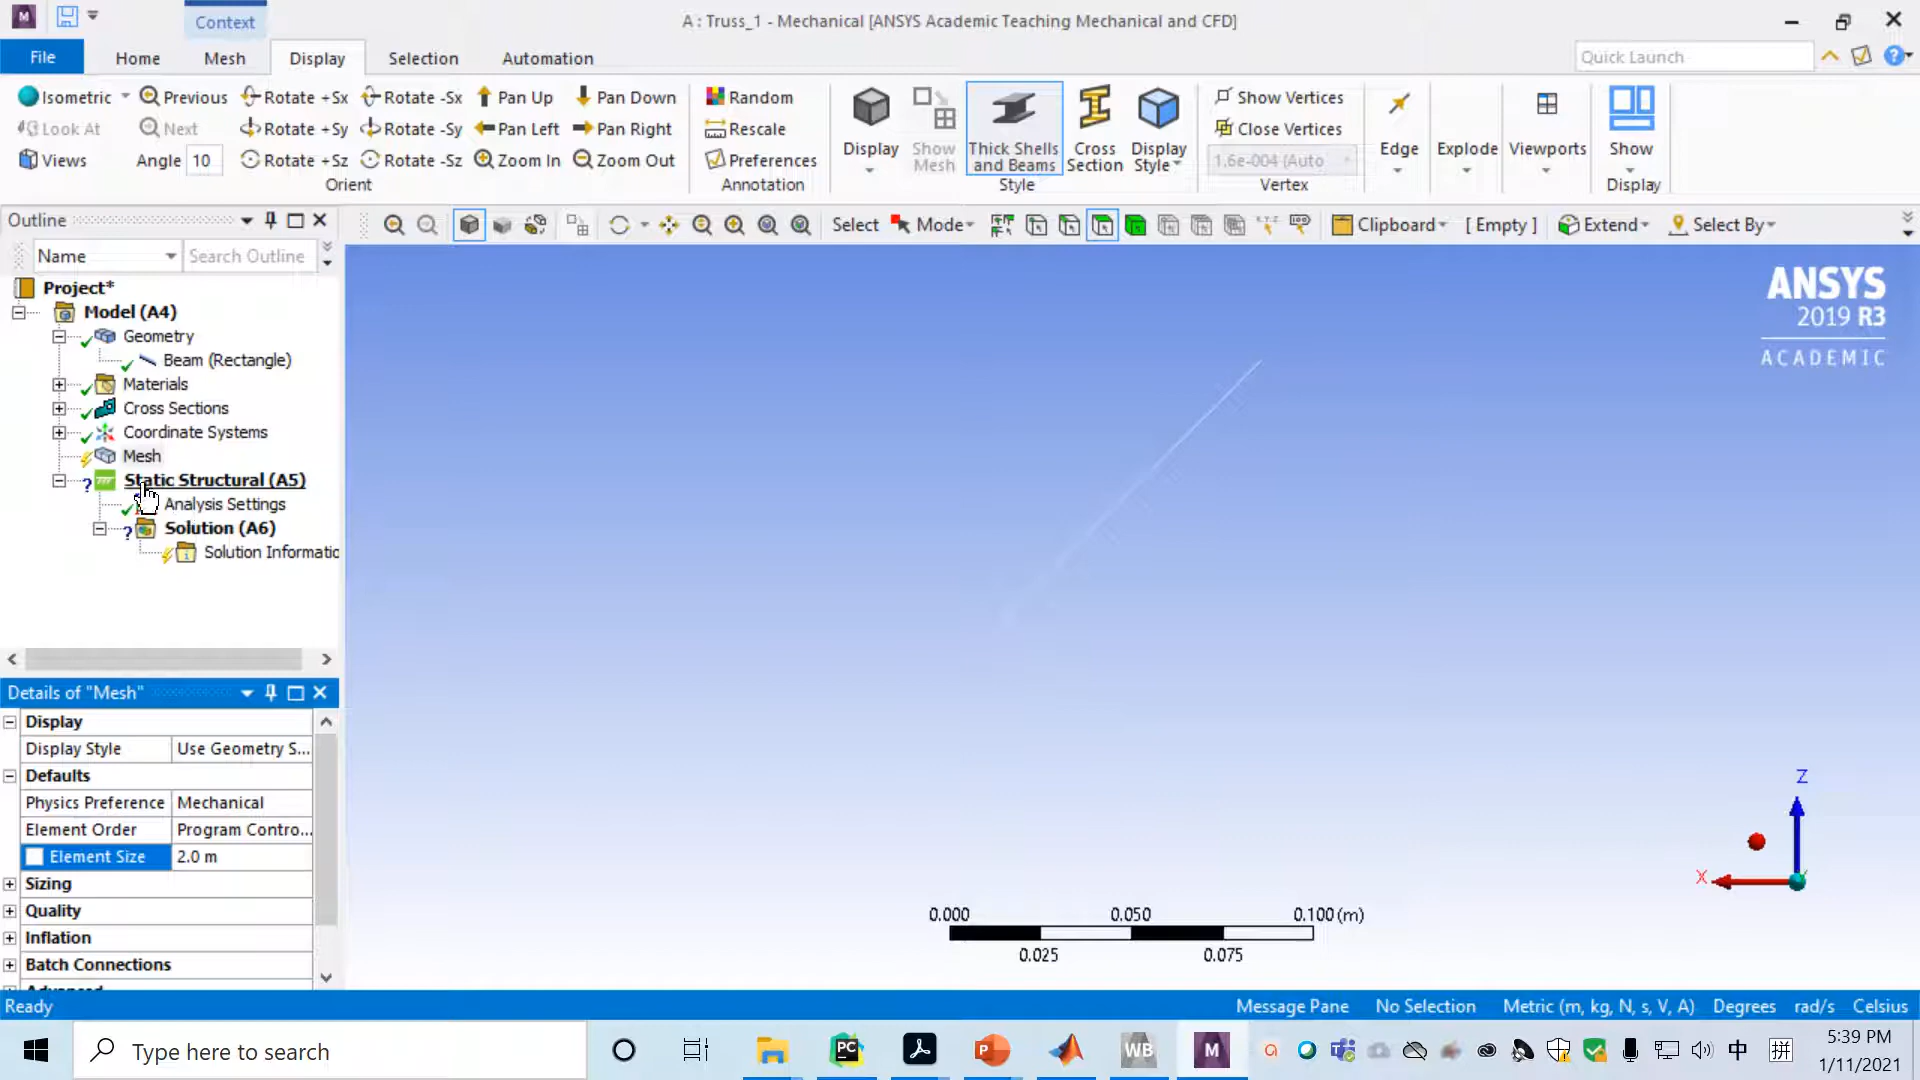 M
Context
A : Truss_1 - Mechanical [ANSYS Academic Teaching Mechanical and CFD]
File
Home
Mesh
Display
Selection
Automation
Quick Launch
Isometric
Previous
Rotate +Sx
Rotate -Sx
Pan Up
Pan Down
Random
Show Vertices
Look At
Next
Rotate +Sy
Rotate -Sy
Pan Left
Pan Right
Rescale
Close Vertices
Views
Angle 10
Rotate +Sz
Rotate -Sz
Zoom In
Zoom Out
Preferences
1.6e-004 (Auto
Display
Show Mesh
Thick Shells and Beams
Cross Section
Display Style
Edge
Explode
Viewports
Show
Orient
Annotation
Style
Vertex
Display
Outline
Select
Mode
Clipboard
[ Empty ]
Extend
Select By
Name
Search Outline
Project*
Model (A4)
Geometry
Beam (Rectangle)
Materials
Cross Sections
Coordinate Systems
Mesh
Static Structural (A5)
Analysis Settings
Solution (A6)
Solution Informatic
ANSYS
2019 R3
ACADEMIC
Details of "Mesh"
Display
Display Style Use Geometry S...
Defaults
Physics Preference Mechanical
Element Order Program Contro...
Element Size 2.0 m
Sizing
Quality
Inflation
Batch Connections
Z
X
0.000 0.050 0.100 (m)
0.025 0.075
Ready
Message Pane
No Selection
Metric (m, kg, N, s, V, A)
Degrees
rad/s
Celsius
Type here to search
PC
P
WB
M
中
拼
5:39 PM
1/11/2021